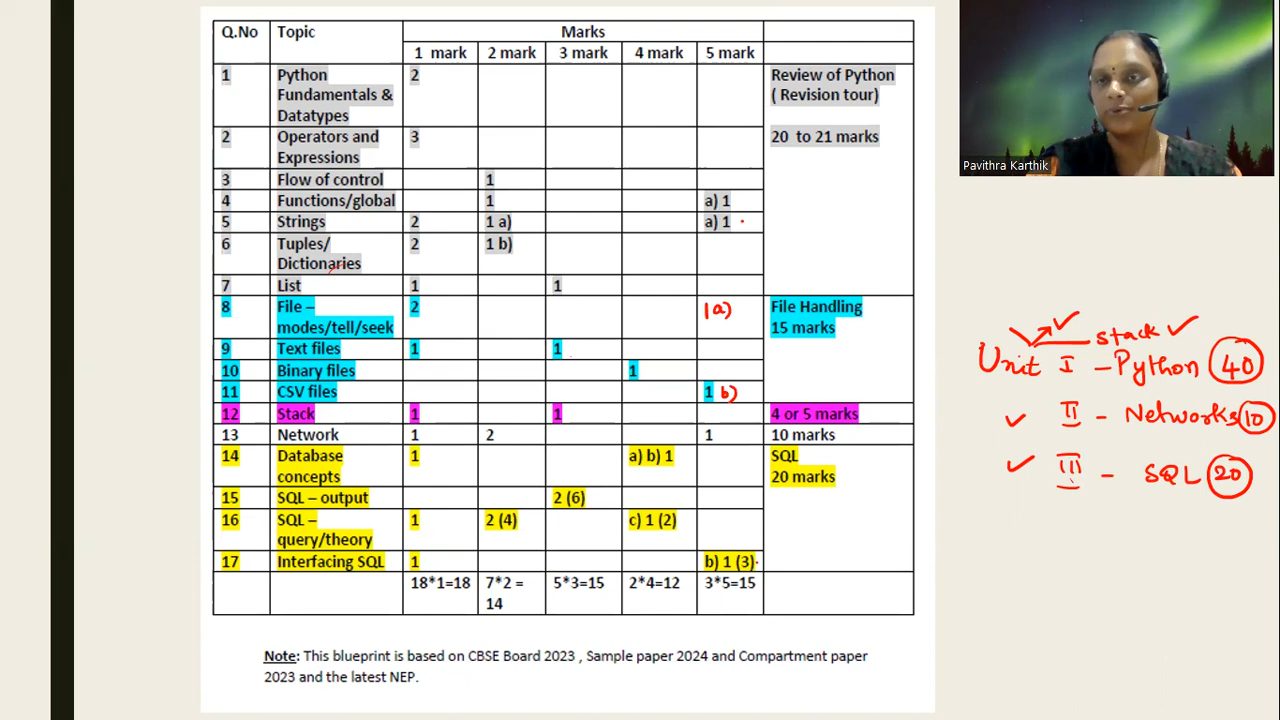 Q.No Topic Marks
1 mark 2 mark 3 mark 4 mark 5 mark
1 Python Fundamentals & Datatypes 2 Review of Python ( Revision tour)
2 Operators and Expressions 3 20 to 21 marks
3 Flow of control 1
4 Functions/global 1 a) 1
5 Strings 2 1 a) a) 1
6 Tuples/ Dictionaries 2 1 b)
7 List 1 1
8 File – modes/tell/seek 2 1a) File Handling 15 marks
9 Text files 1 1
10 Binary files 1
11 CSV files 1 b)
12 Stack 1 1 4 or 5 marks
13 Network 1 2 1 10 marks
14 Database concepts 1 a) b) 1 SQL 20 marks
15 SQL – output 2 (6)
16 SQL – query/theory 1 2 (4) c) 1 (2)
17 Interfacing SQL 1 b) 1 (3)
18*1=18 7*2 = 14 5*3=15 2*4=12 3*5=15
Note: This blueprint is based on CBSE Board 2023 , Sample paper 2024 and Compartment paper
2023 and the latest NEP.
Pavithra Karthik
stack
Unit I – Python 40
II – Networks 10
III – SQL 20